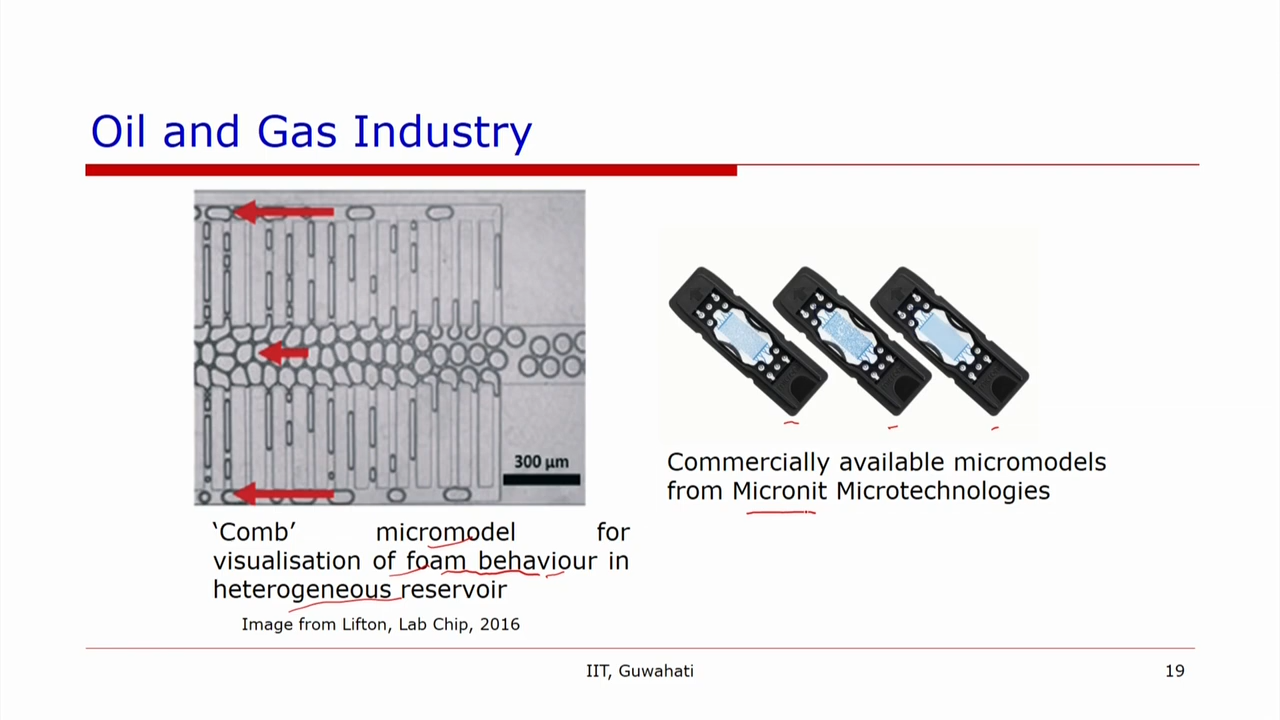 Oil and Gas Industry
300 µm
‘Comb’ micromodel for
visualisation of foam behaviour in
heterogeneous reservoir
Image from Lifton, Lab Chip, 2016
Commercially available micromodels
from Micronit Microtechnologies
IIT, Guwahati
19